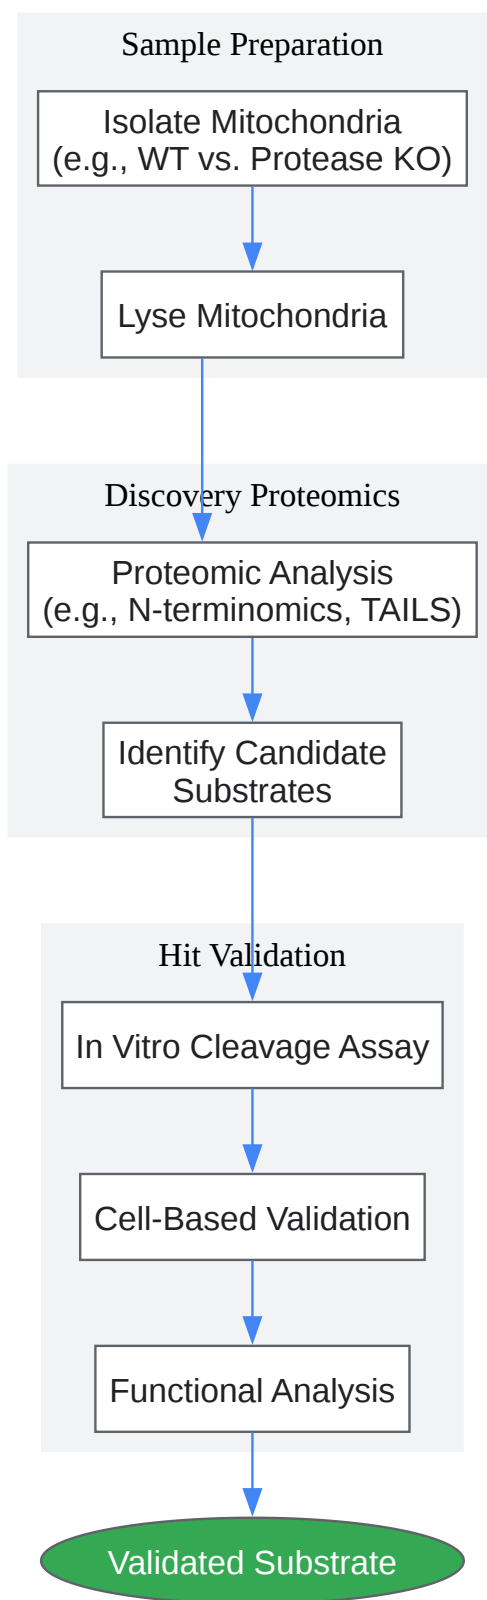 Sample Preparation
Isolate Mitochondria
(e.g., WT vs. Protease KO)
Lyse Mitochondria
Discovery Proteomics
Proteomic Analysis
(e.g., N-terminomics, TAILS)
Identify Candidate
Substrates
Hit Validation
In Vitro Cleavage Assay
Cell-Based Validation
Functional Analysis
Validated Substrate